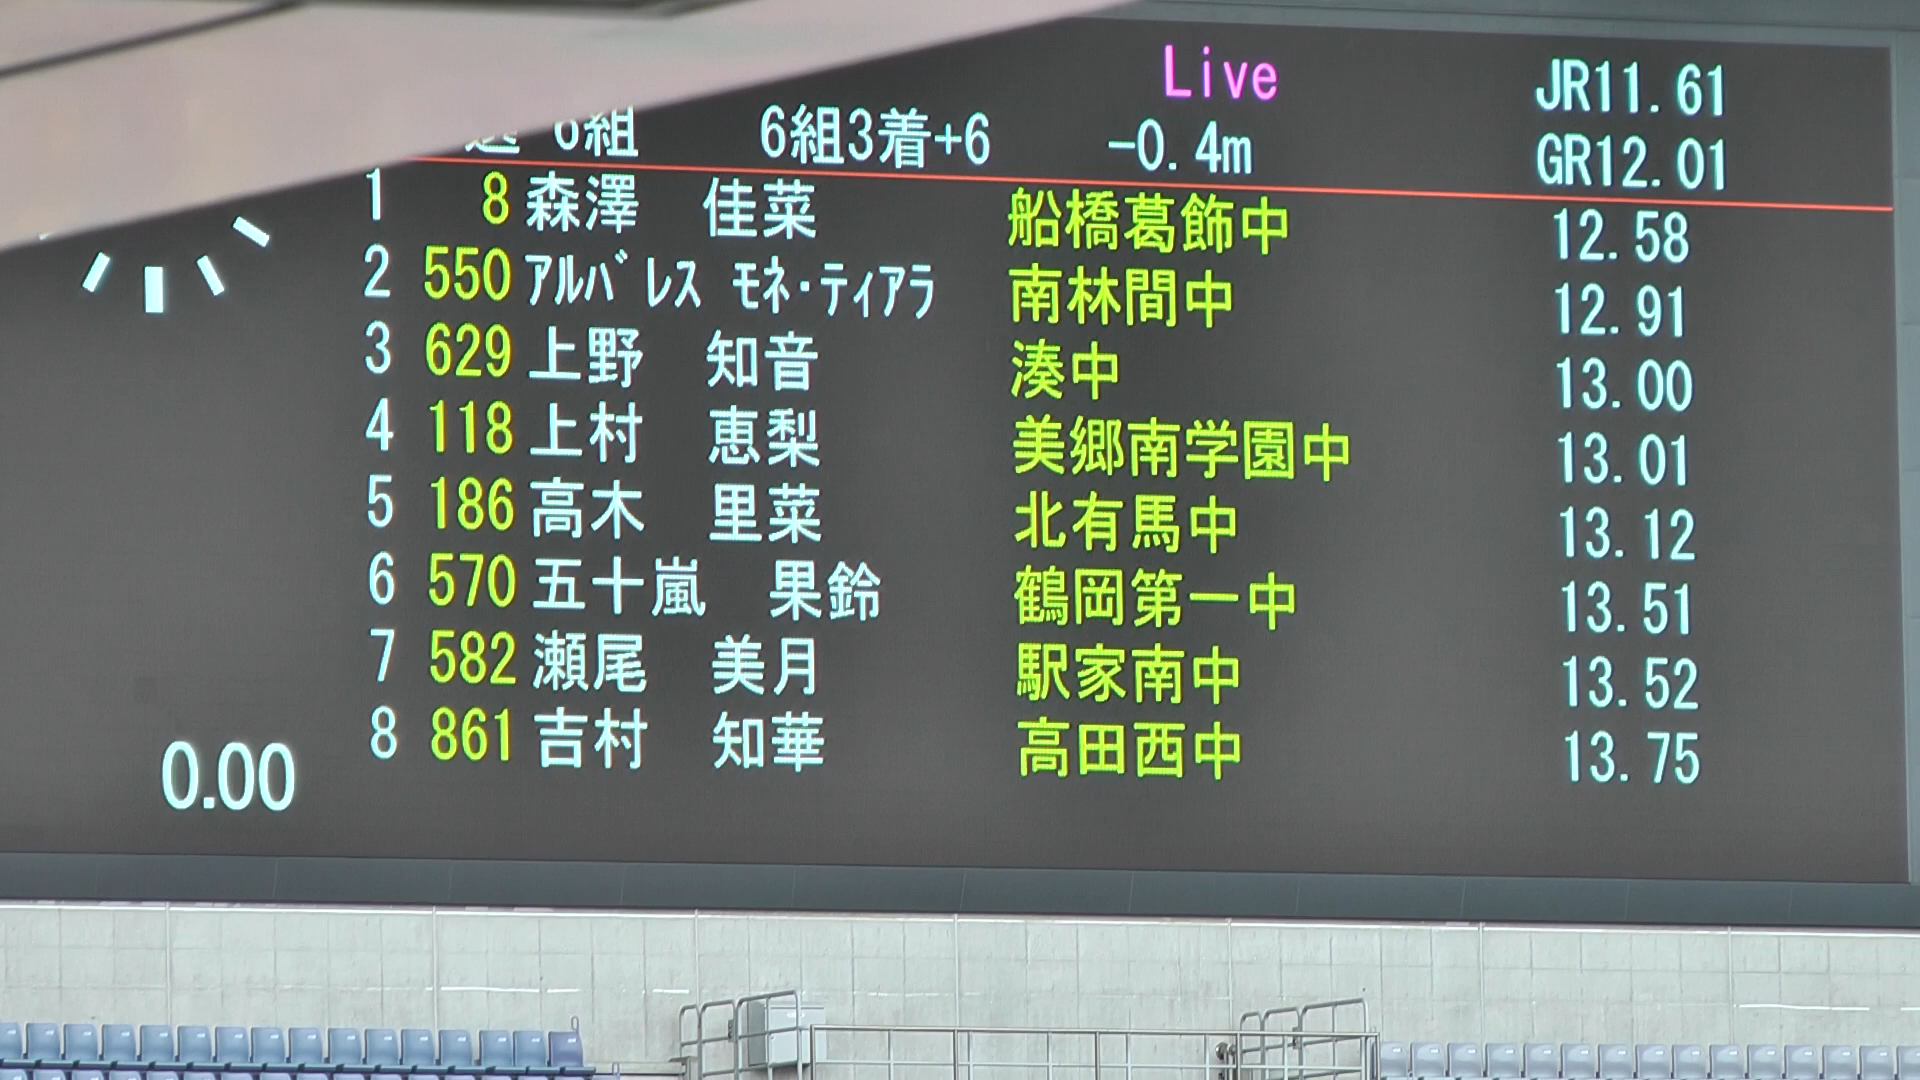 Live JR11.61
6組 6組3着+6 -0.4m GR12.01
1 8 森澤 佳菜 船橋葛飾中 12.58
2 550 ｱﾙﾊﾞﾚｽ ﾓﾈ･ﾃｨｱﾗ 南林間中 12.91
3 629 上野 知音 湊中 13.00
4 118 上村 恵梨 美郷南学園中 13.01
5 186 高木 里菜 北有馬中 13.12
6 570 五十嵐 果鈴 鶴岡第一中 13.51
7 582 瀬尾 美月 駅家南中 13.52
8 861 吉村 知華 高田西中 13.75
0.00